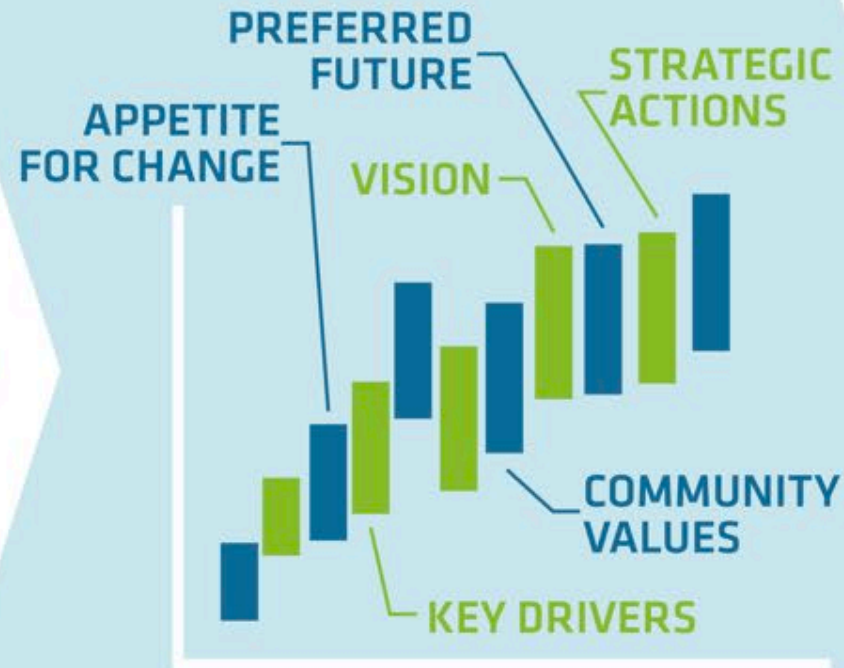 PREFERRED
FUTURE
STRATEGIC
ACTIONS
APPETITE
FOR CHANGE
VISION
COMMUNITY
VALUES
KEY DRIVERS